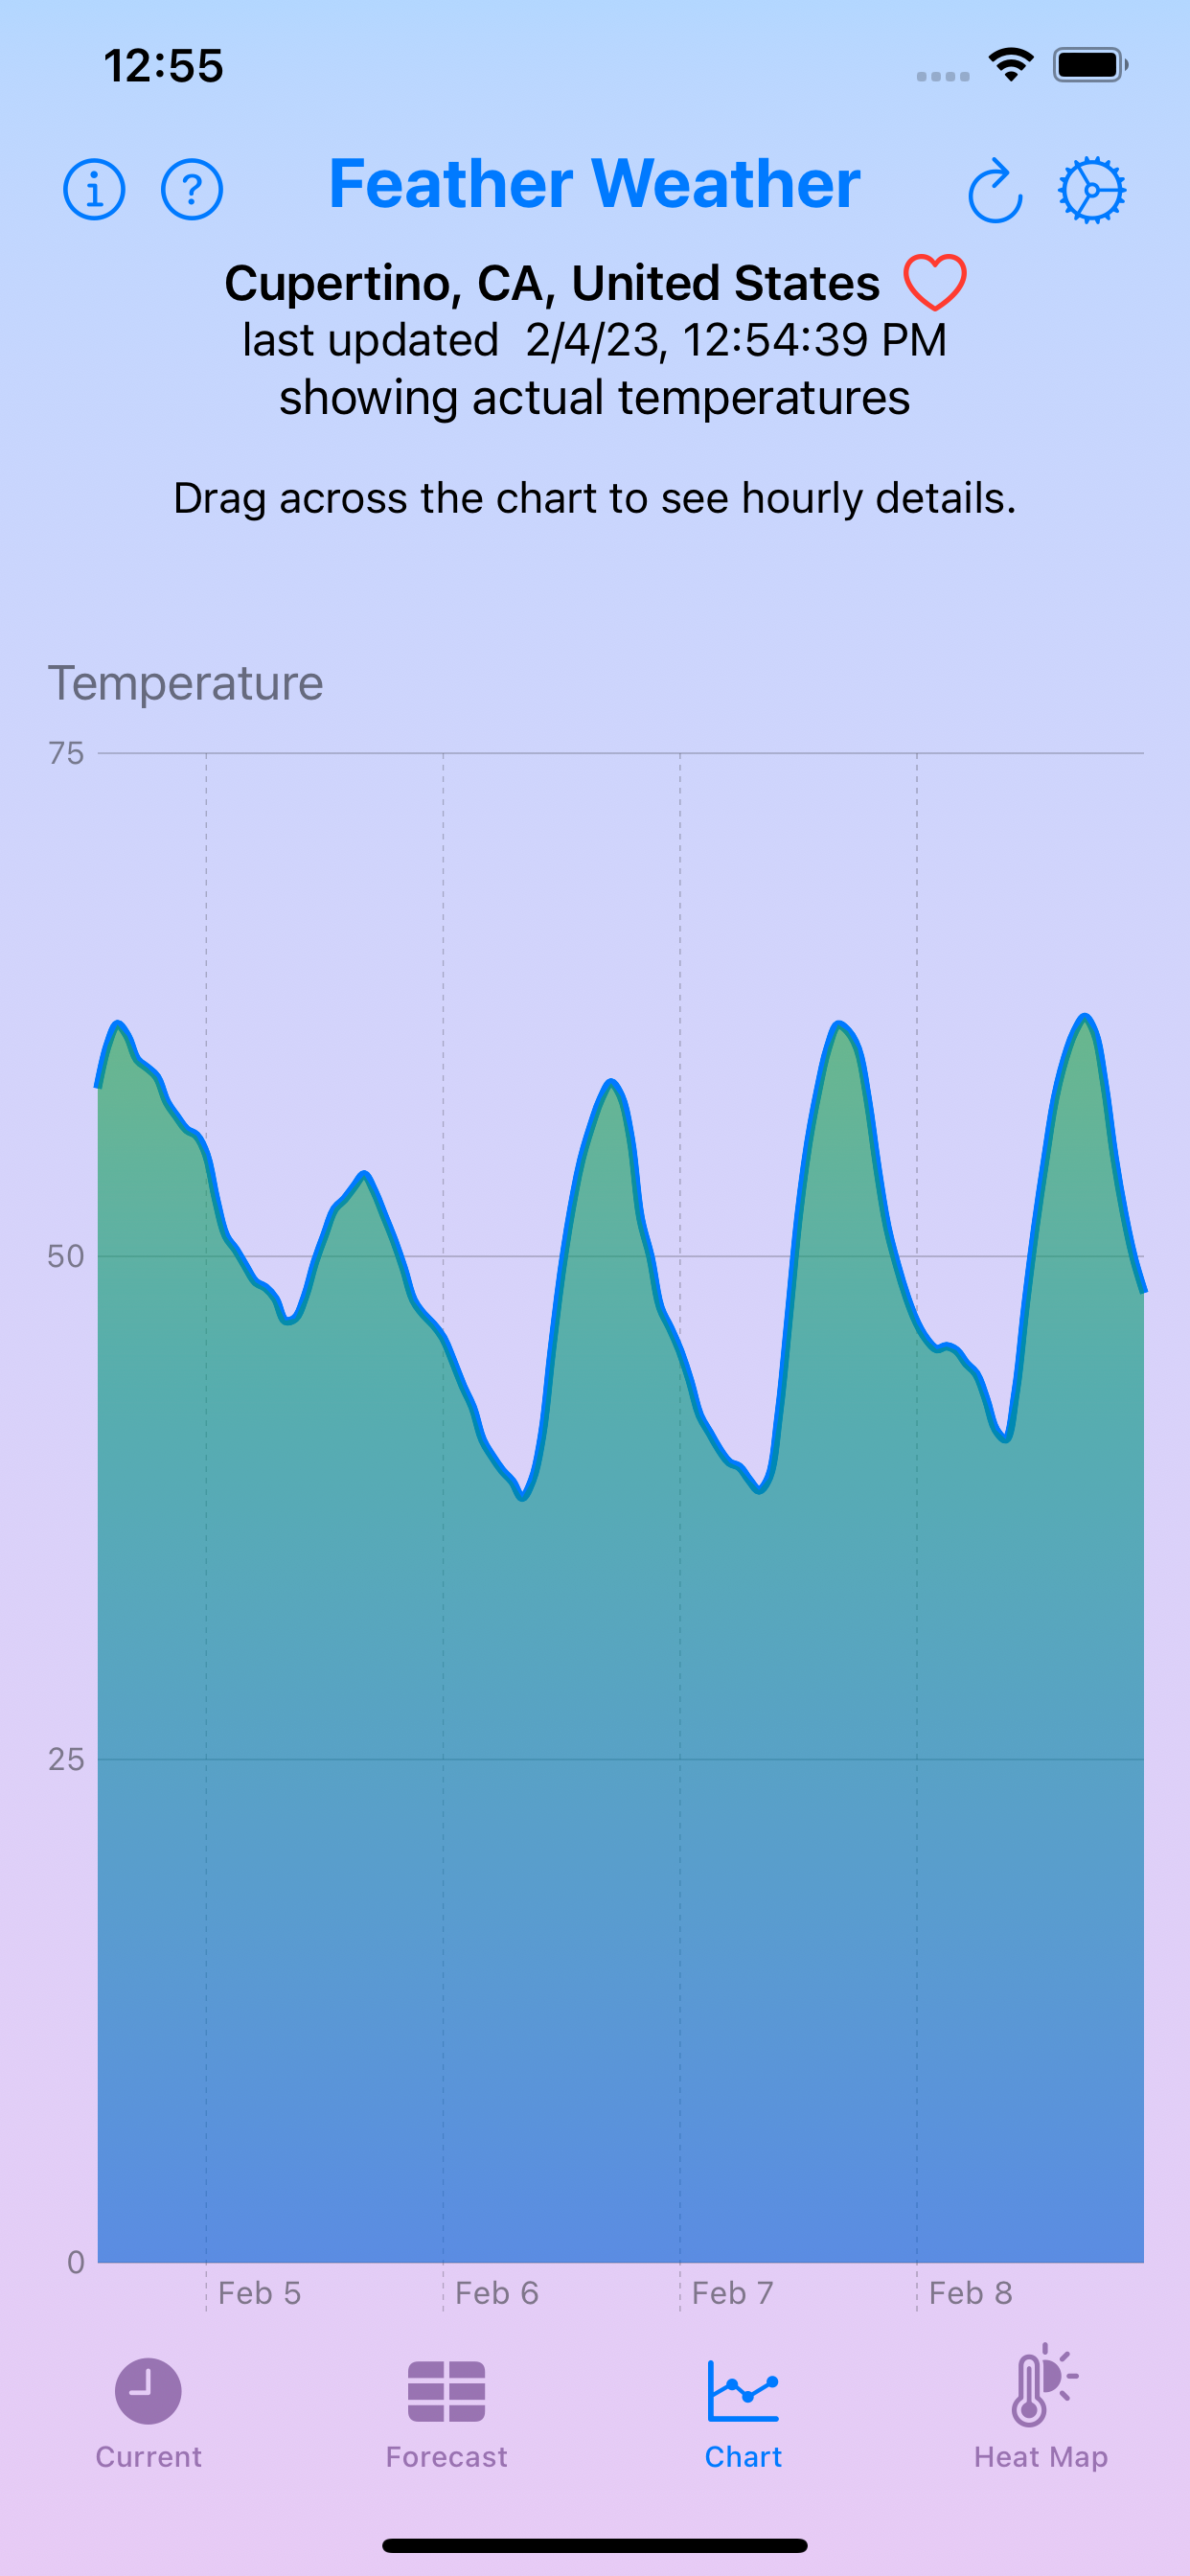 12:55
Feather Weather
Cupertino, CA, United States
last updated  2/4/23, 12:54:39 PM
showing actual temperatures
Drag across the chart to see hourly details.
Temperature
75
50
25
0
Feb 5 Feb 6 Feb 7 Feb 8
Current Forecast Chart Heat Map